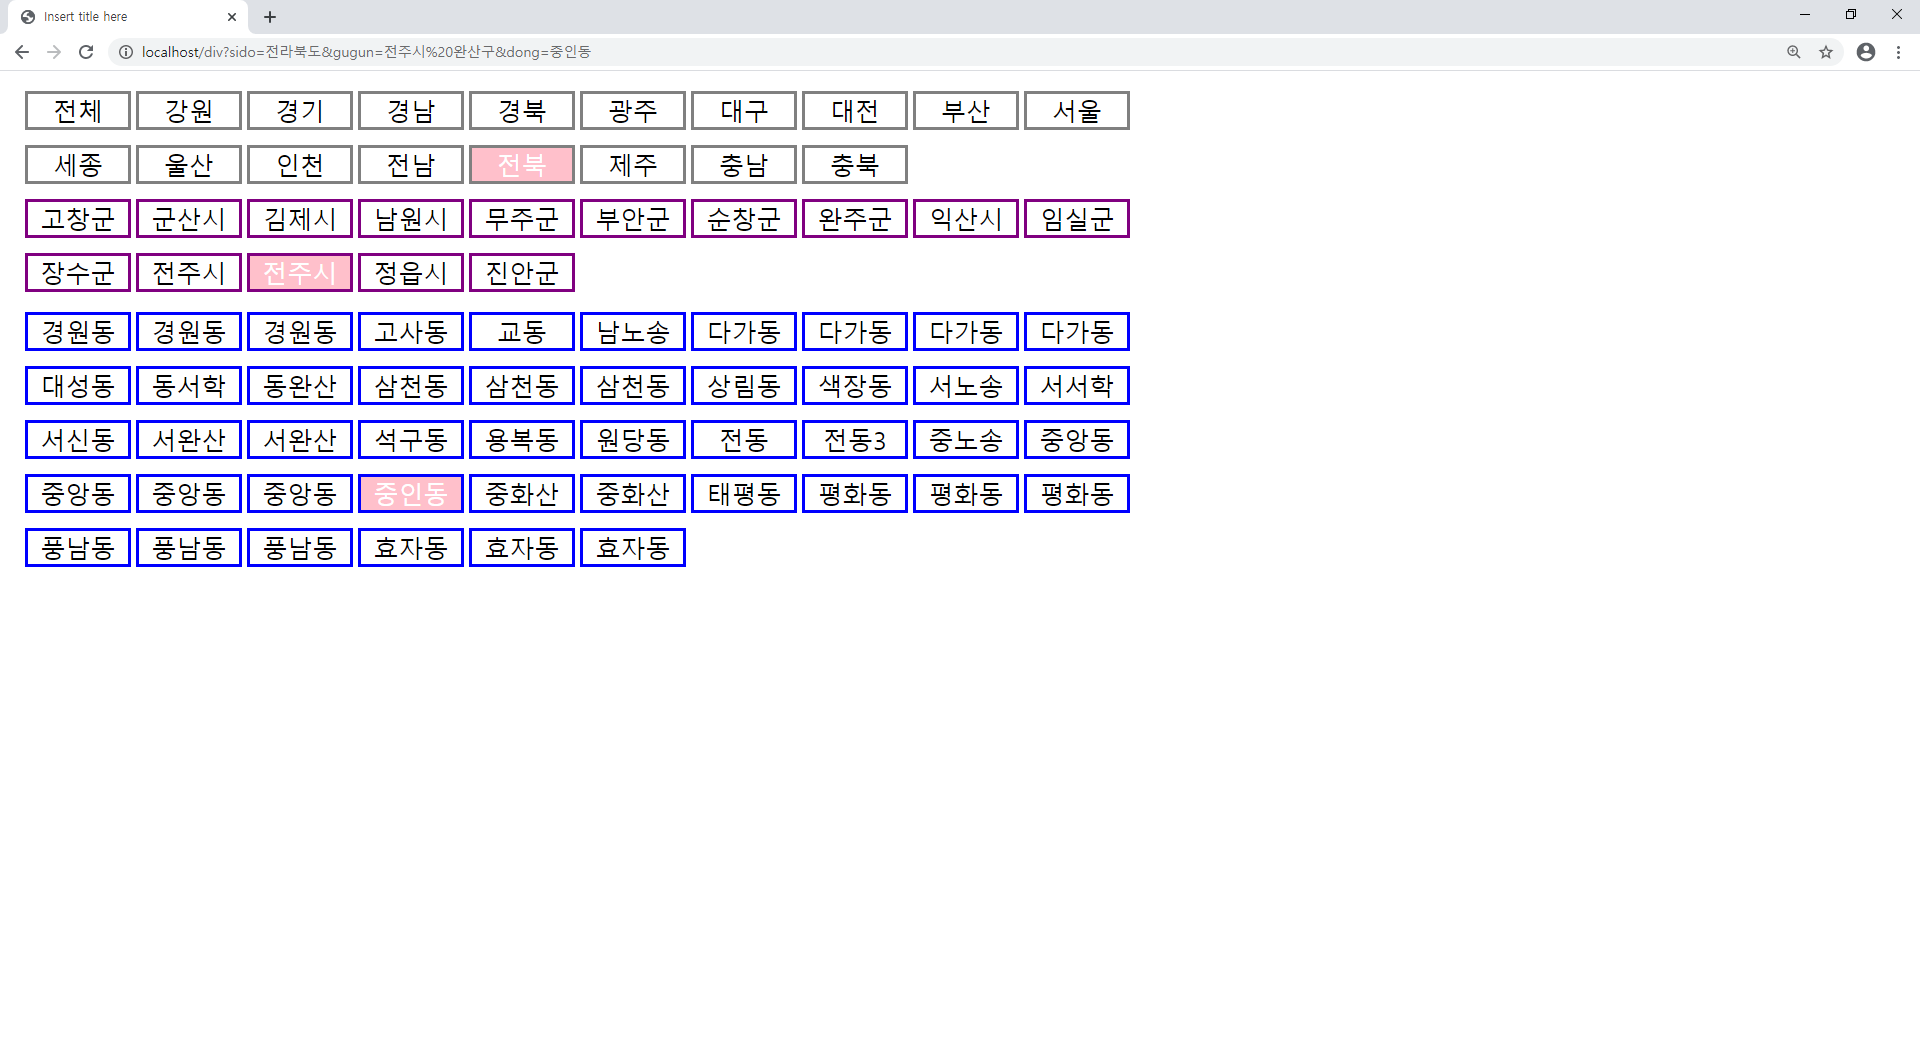 Insert title here
localhost/div?sido=전라북도&gugun=전주시%20완산구&dong=중인동
전체 강원 경기 경남 경북 광주 대구 대전 부산 서울
세종 울산 인천 전남 전북 제주 충남 충북
고창군 군산시 김제시 남원시 무주군 부안군 순창군 완주군 익산시 임실군
장수군 전주시 전주시 정읍시 진안군
경원동 경원동 경원동 고사동 교동 남노송 다가동 다가동 다가동 다가동
대성동 동서학 동완산 삼천동 삼천동 삼천동 상림동 색장동 서노송 서서학
서신동 서완산 서완산 석구동 용복동 원당동 전동 전동3 중노송 중앙동
중앙동 중앙동 중앙동 중인동 중화산 중화산 태평동 평화동 평화동 평화동
풍남동 풍남동 풍남동 효자동 효자동 효자동